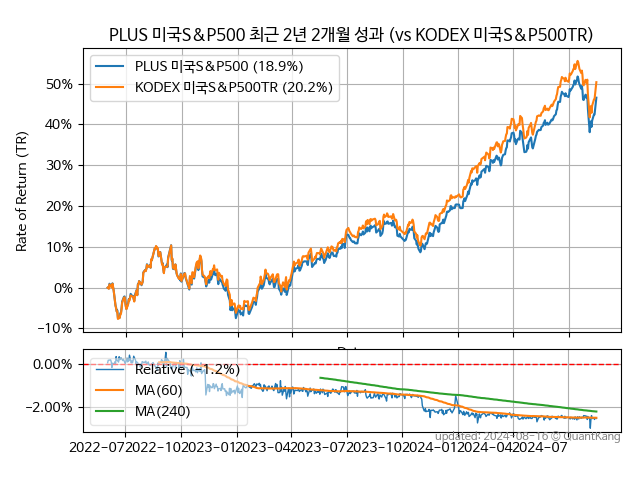 PLUS 미국S&P500 최근 2년 2개월 성과 (vs KODEX 미국S&P500TR)
PLUS 미국S&P500 (18.9%)
KODEX 미국S&P500TR (20.2%)
Rate of Return (TR)
50%
40%
30%
20%
10%
0%
−10%
0.00%
−2.00%
Relative (−1.2%)
MA(60)
MA(240)
updated: 2024-08-16 © QuantKang
2022-07 2022-10 2023-01 2023-04 2023-07 2023-10 2024-01 2024-04 2024-07